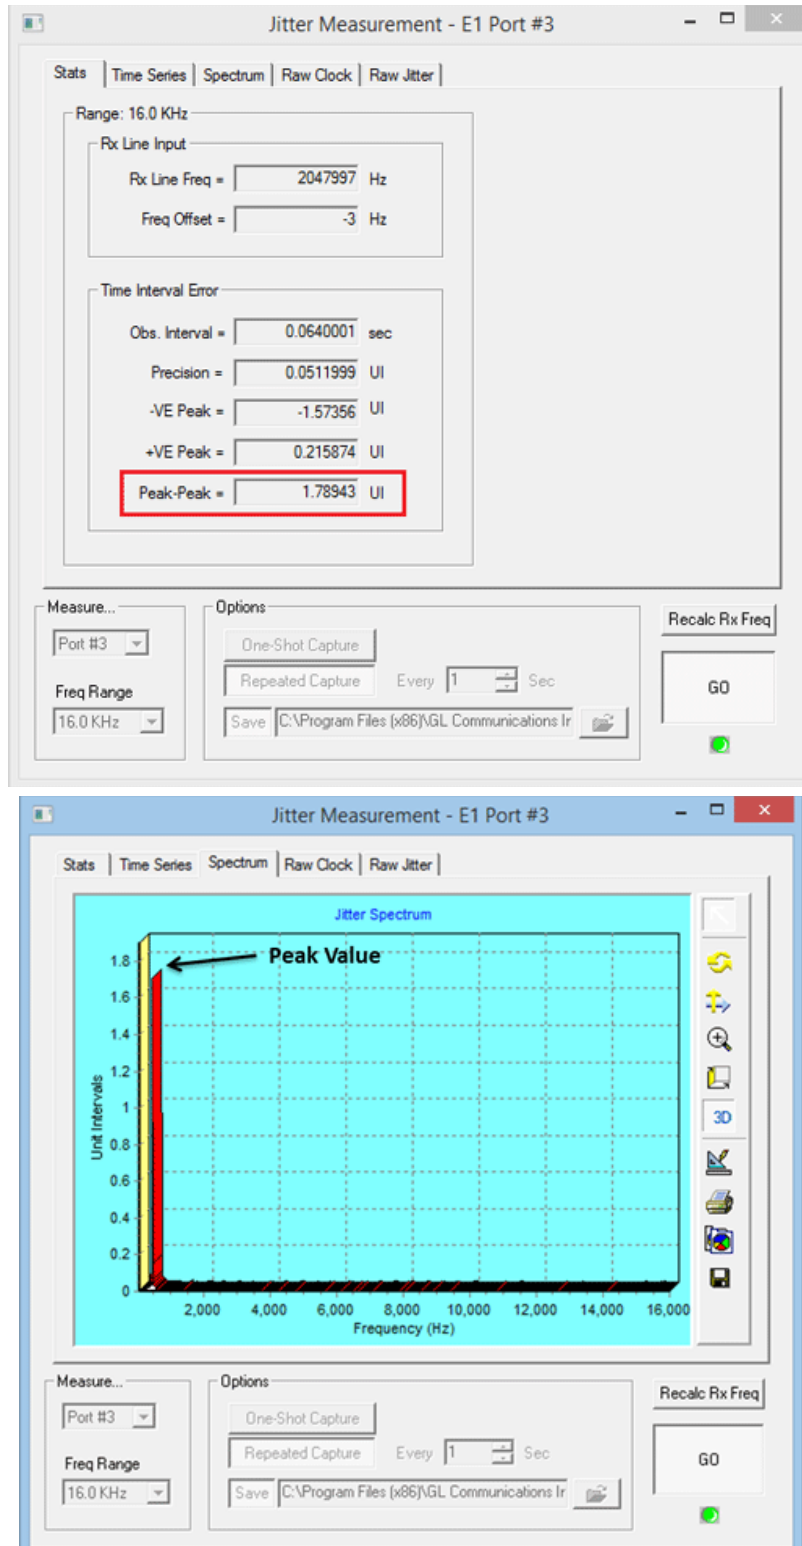 Jitter Measurement - E1 Port #3
Stats Time Series Spectrum Raw Clock Raw Jitter
Range: 16.0 KHz
Rx Line Input
Rx Line Freq = 2047997 Hz
Freq Offset = -3 Hz
Time Interval Error
Obs. Interval = 0.0640001 sec
Precision = 0.0511999 UI
-VE Peak = -1.57356 UI
+VE Peak = 0.215874 UI
Peak-Peak = 1.78943 UI
Measure...
Port #3
Freq Range
16.0 KHz
Options
One-Shot Capture
Repeated Capture Every 1 Sec
Save C:\Program Files (x86)\GL Communications Ir
Recalc Rx Freq
GO
Jitter Measurement - E1 Port #3
Stats Time Series Spectrum Raw Clock Raw Jitter
Jitter Spectrum
Peak Value
1.8
1.6
1.4
1.2
1
0.8
0.6
0.4
0.2
0
Unit Intervals
2,000 4,000 6,000 8,000 10,000 12,000 14,000 16,000
Frequency (Hz)
3D
Measure...
Port #3
Freq Range
16.0 KHz
Options
One-Shot Capture
Repeated Capture Every 1 Sec
Save C:\Program Files (x86)\GL Communications Ir
Recalc Rx Freq
GO